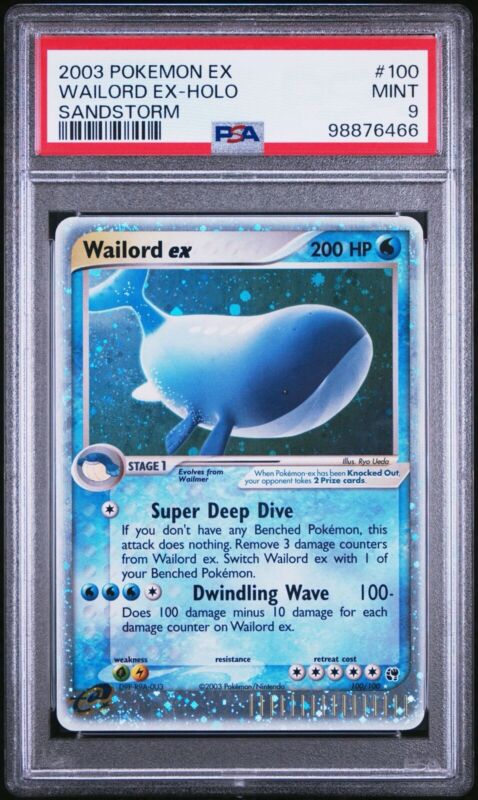 2003 POKEMON EX #100
WAILORD EX-HOLO MINT
SANDSTORM 9
PSA 98876466
Wailord ex 200 HP
Illus. Ryo Ueda
STAGE 1
Evolves from
Wailmer
When Pokémon-ex has been Knocked Out,
your opponent takes 2 Prize cards.
Super Deep Dive
If you don't have any Benched Pokémon, this
attack does nothing. Remove 3 damage counters
from Wailord ex. Switch Wailord ex with 1 of
your Benched Pokémon.
Dwindling Wave 100-
Does 100 damage minus 10 damage for each
damage counter on Wailord ex.
weakness resistance retreat cost
©2003 Pokémon/Nintendo
100/100